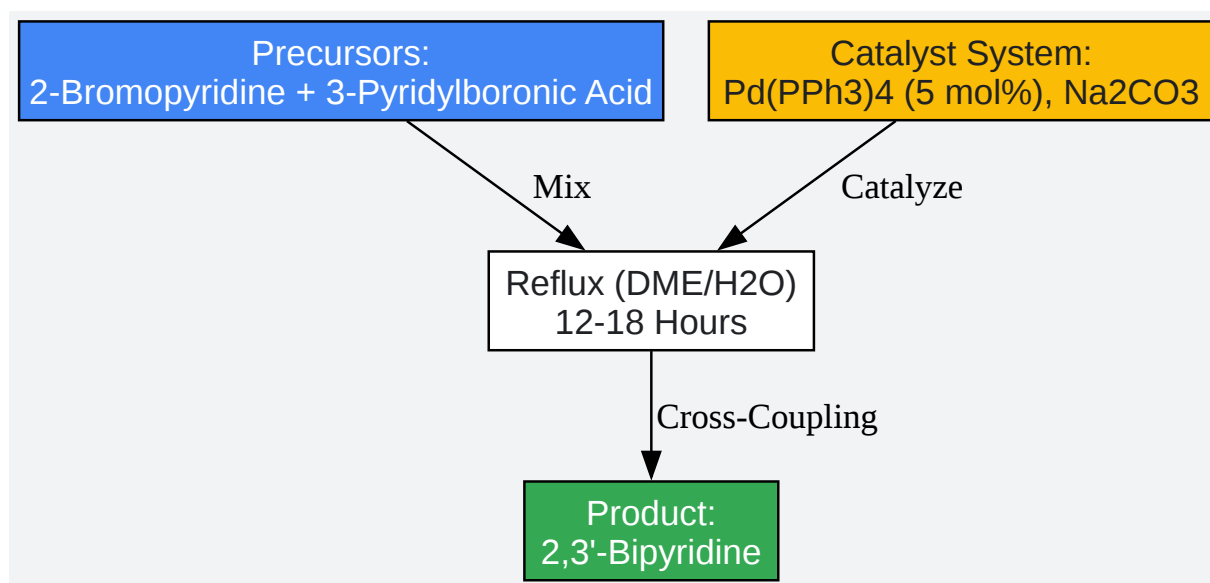 Precursors:
2-Bromopyridine + 3-Pyridylboronic Acid
Catalyst System:
Pd(PPh3)4 (5 mol%), Na2CO3
Mix
Catalyze
Reflux (DME/H2O)
12-18 Hours
Cross-Coupling
Product:
2,3'-Bipyridine